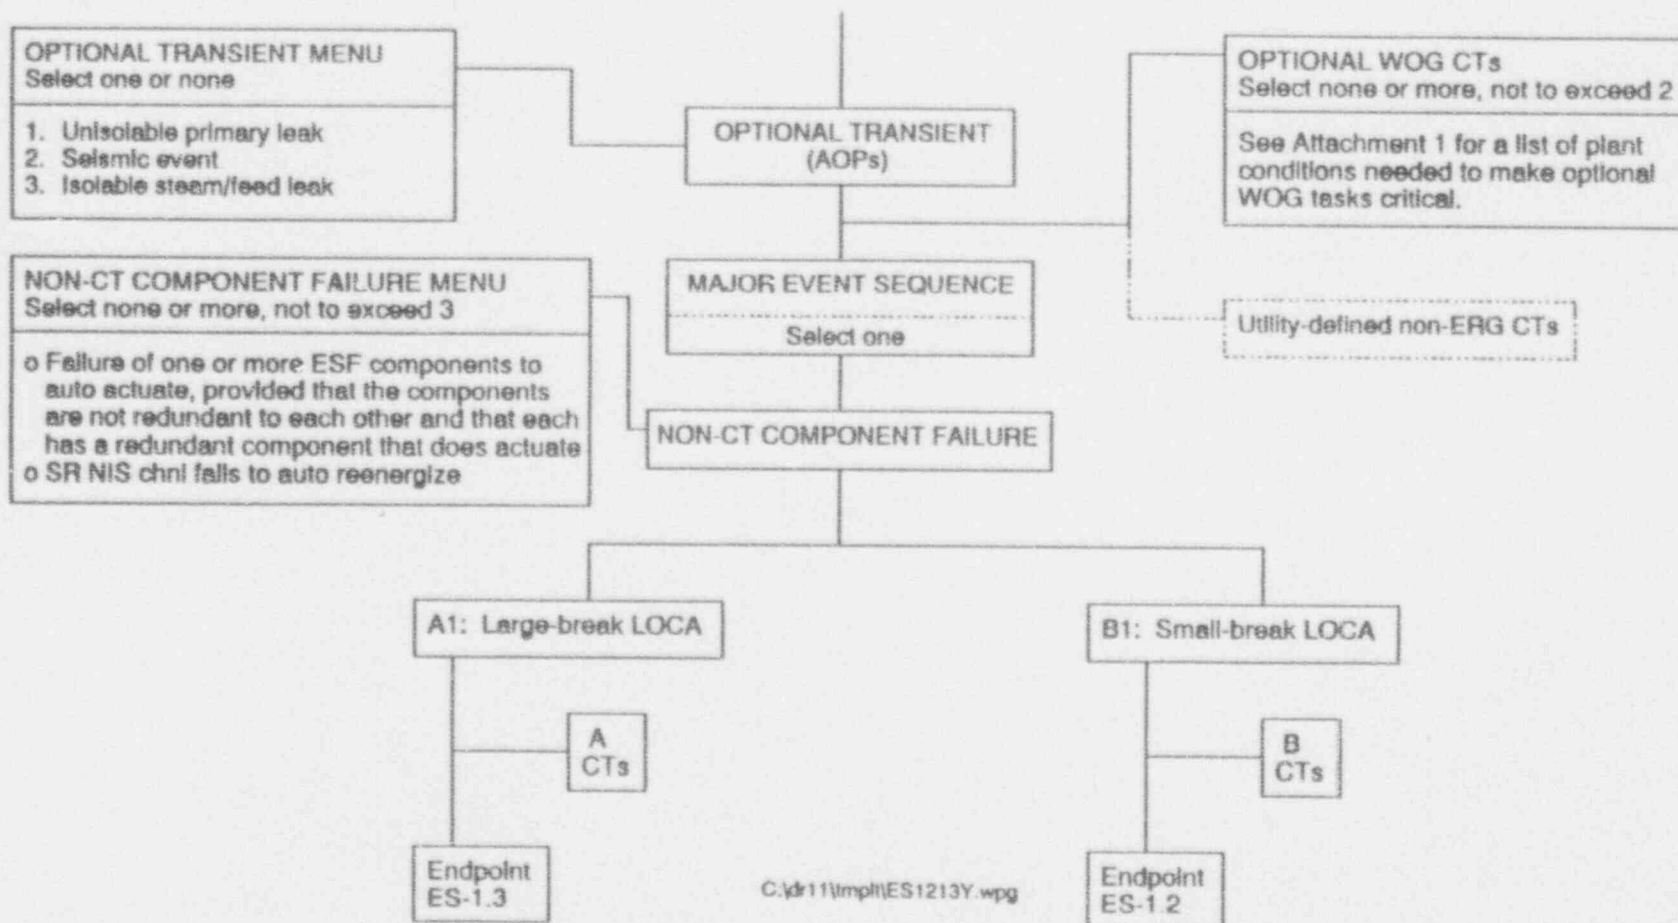 OPTIONAL TRANSIENT MENU
Select one or none
1. Unisolable primary leak
2. Seismic event
3. Isolable steam/feed leak
OPTIONAL TRANSIENT
(AOPs)
OPTIONAL WOG CTs
Select none or more, not to exceed 2
See Attachment 1 for a list of plant
conditions needed to make optional
WOG tasks critical.
NON-CT COMPONENT FAILURE MENU
Select none or more, not to exceed 3
o Failure of one or more ESF components to
auto actuate, provided that the components
are not redundant to each other and that each
has a redundant component that does actuate
o SR NIS chnl fails to auto reenergize
MAJOR EVENT SEQUENCE
Select one
Utility-defined non-ERG CTs
NON-CT COMPONENT FAILURE
A1: Large-break LOCA
B1: Small-break LOCA
A
CTs
B
CTs
Endpoint
ES-1.3
C:\dr11\tmplt\ES1213Y.wpg
Endpoint
ES-1.2